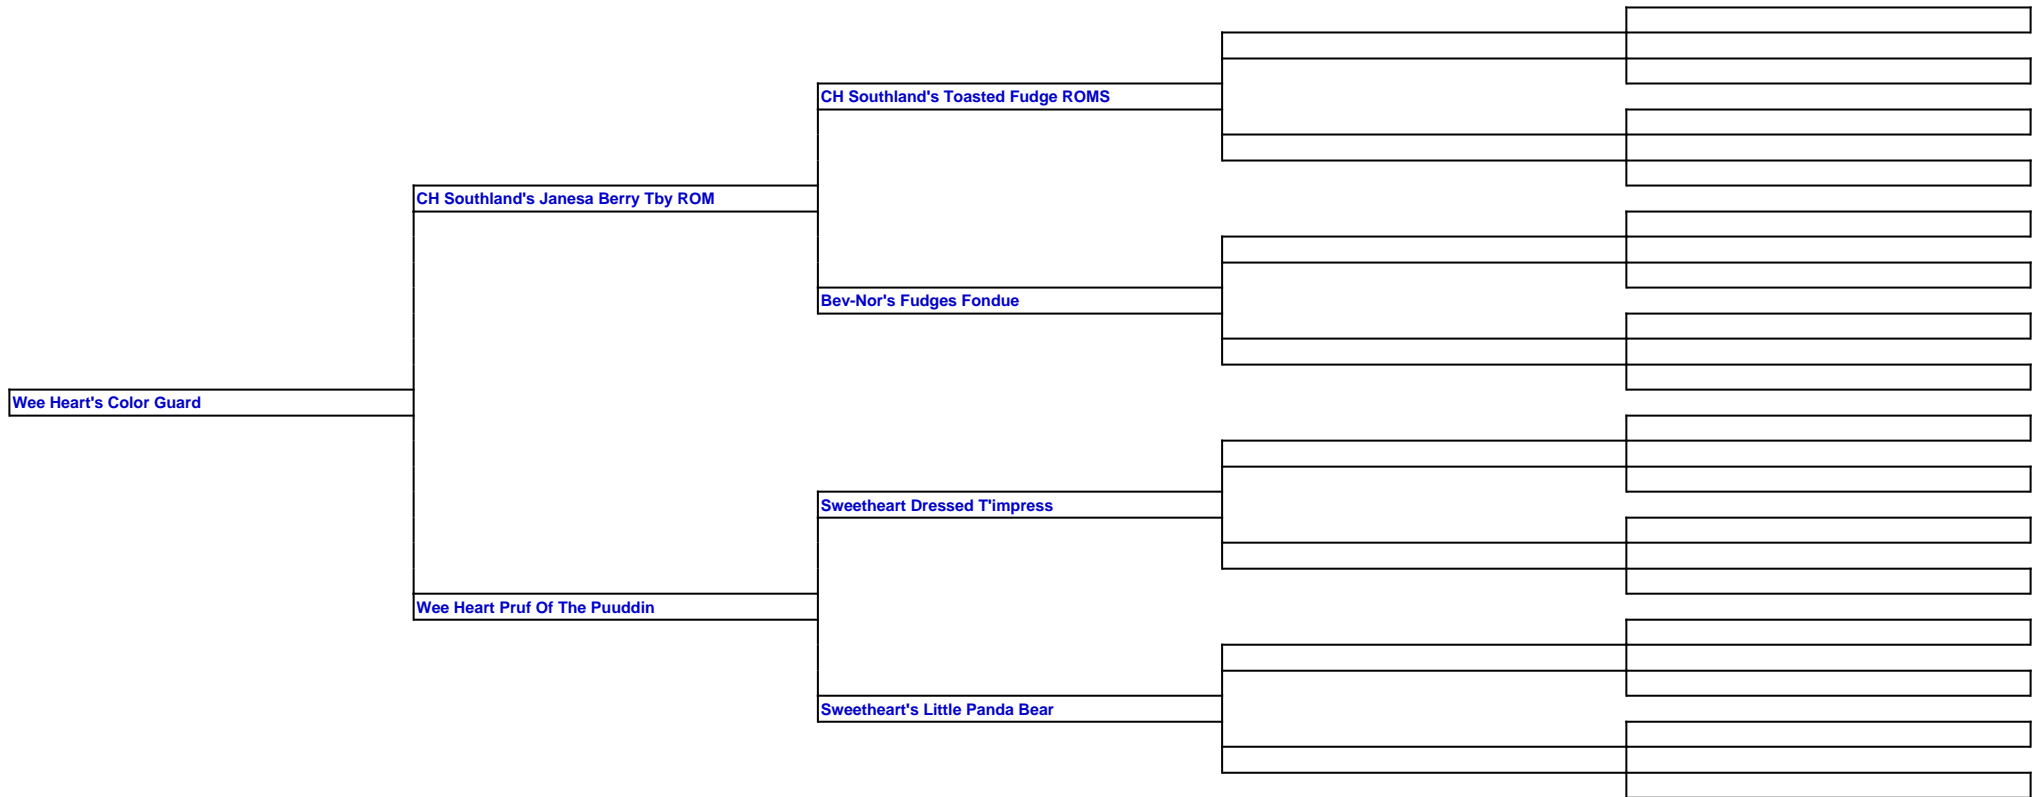 CH Southland's Toasted Fudge ROMS
CH Southland's Janesa Berry Tby ROM
Bev-Nor's Fudges Fondue
Wee Heart's Color Guard
Sweetheart Dressed T'impress
Wee Heart Pruf Of The Puuddin
Sweetheart's Little Panda Bear